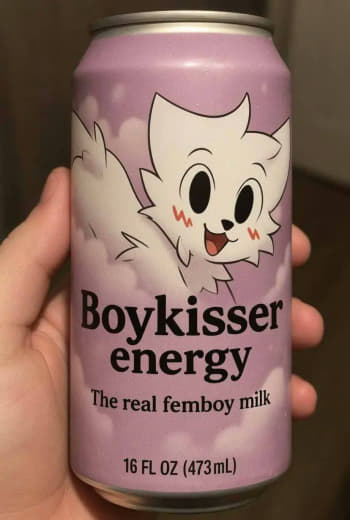 Boykisser
energy
The real femboy milk
16 FL OZ (473mL)